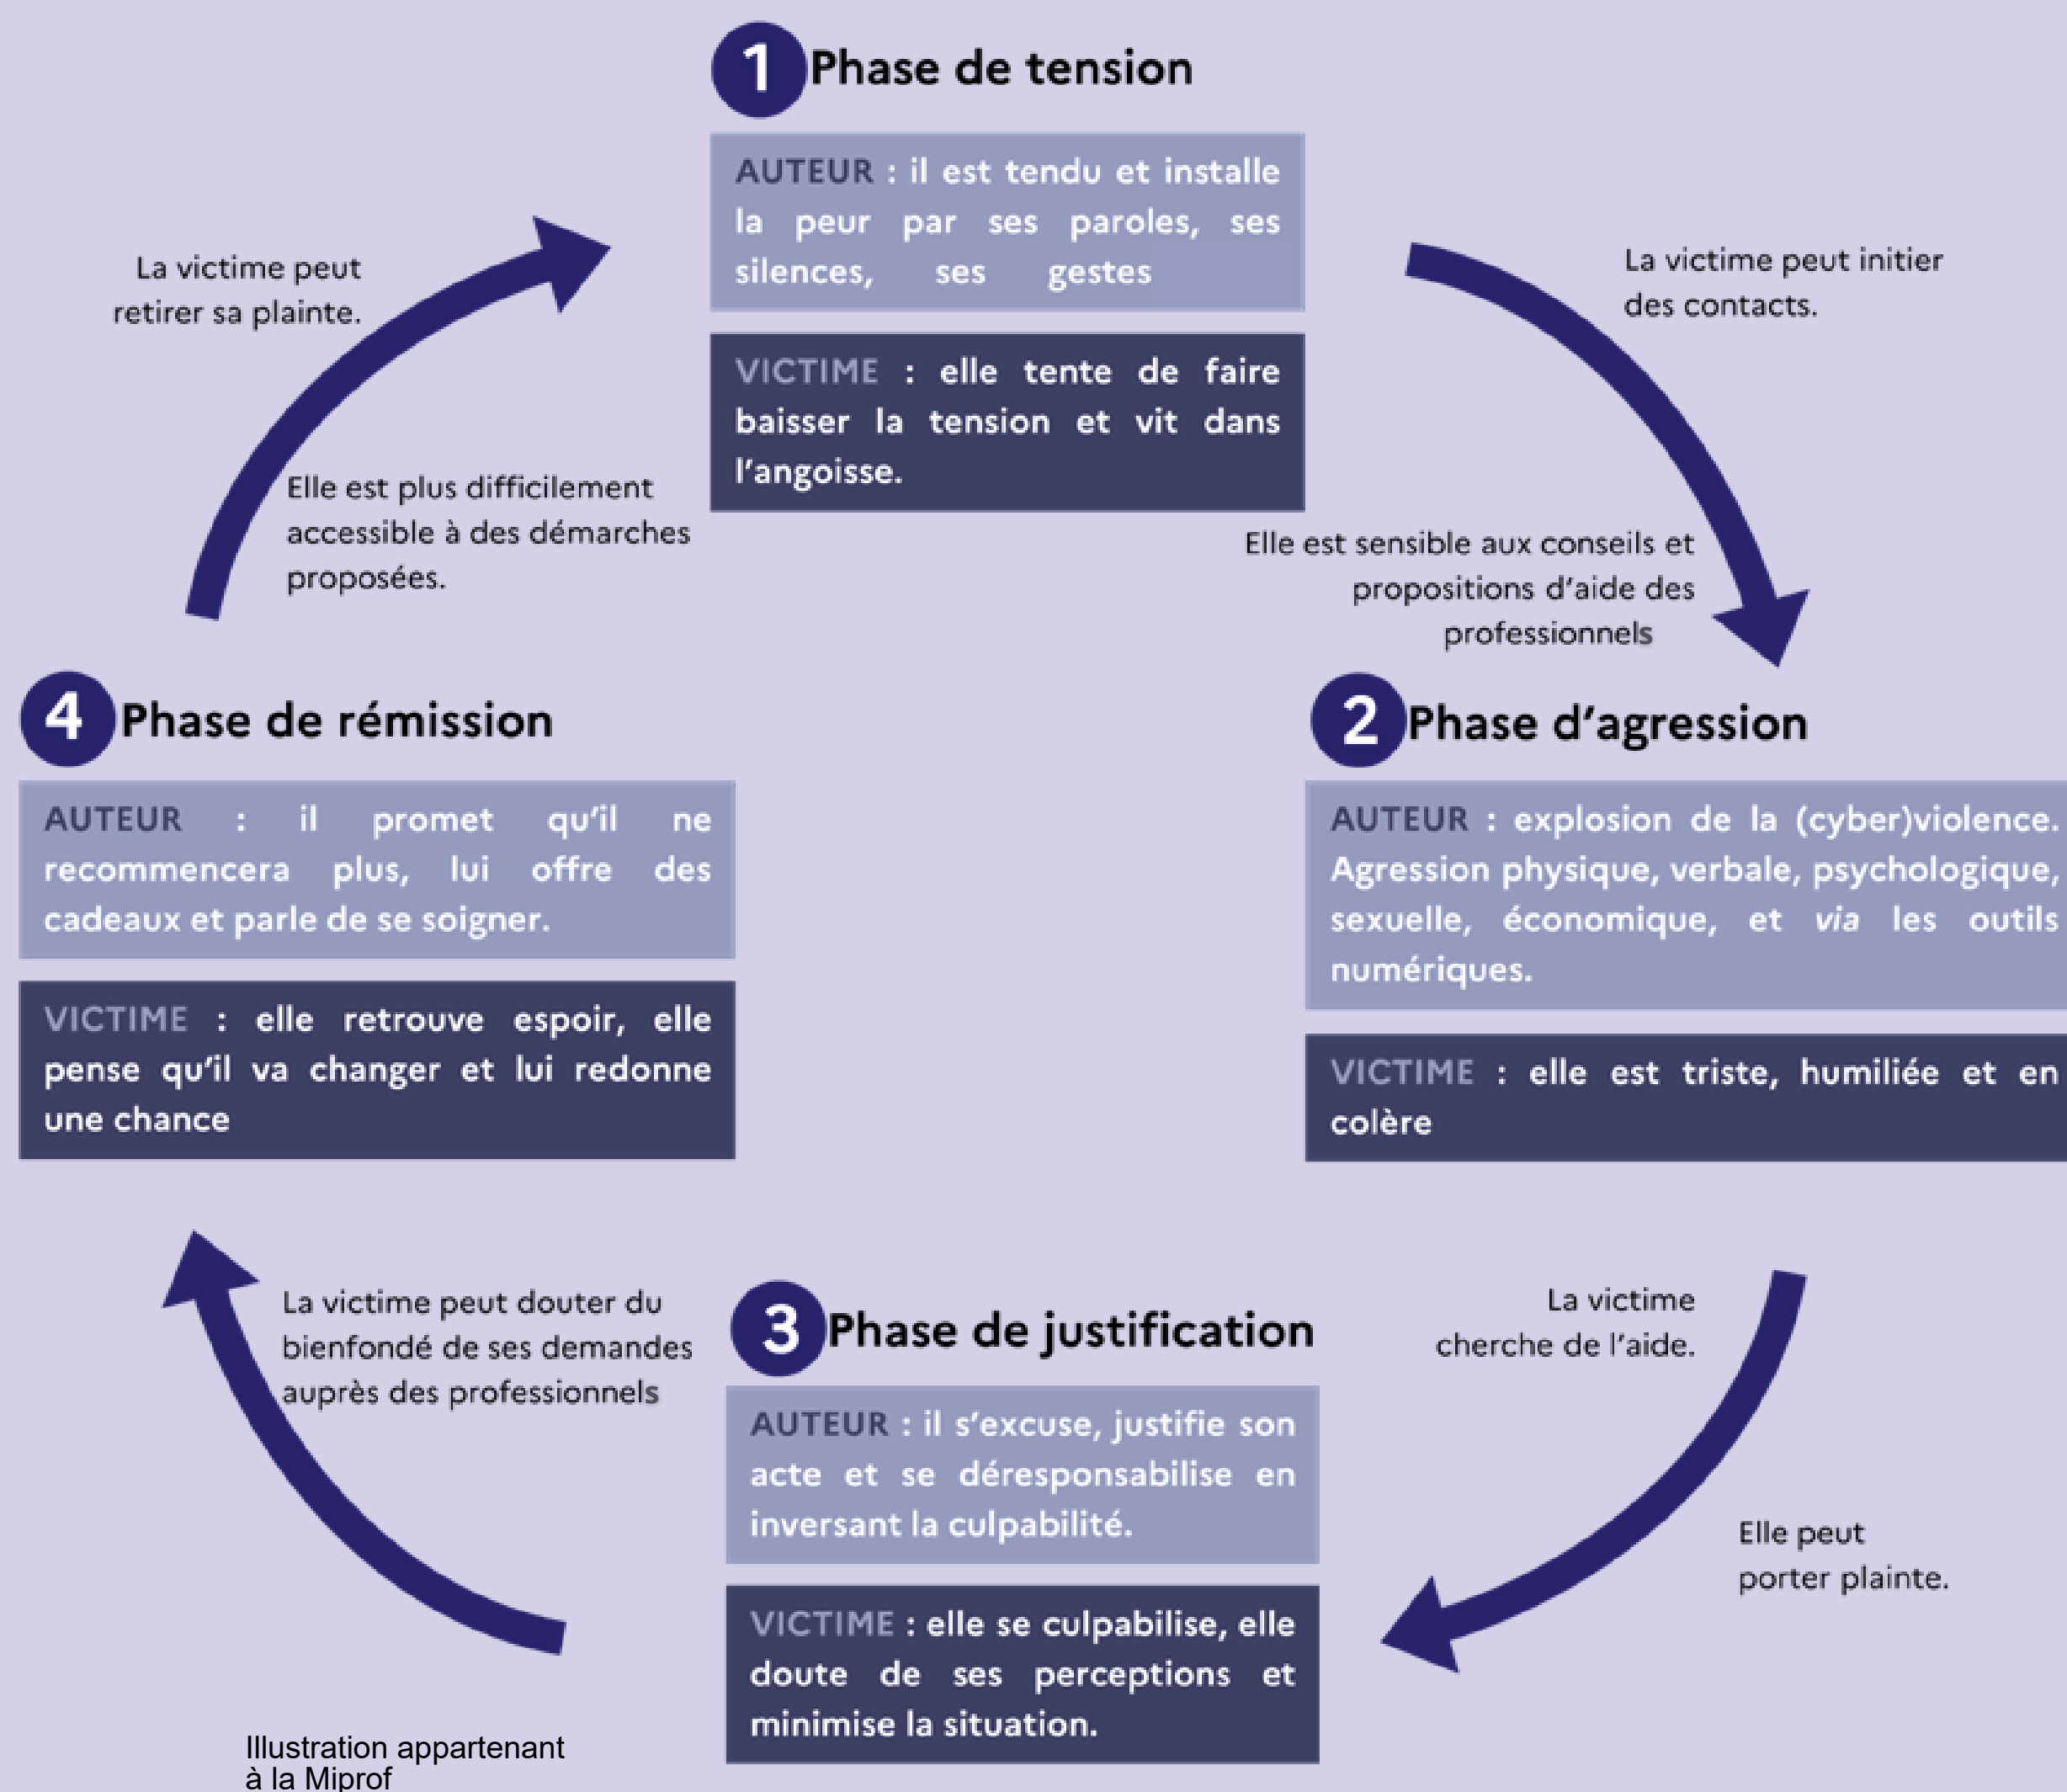 1 Phase de tension
AUTEUR : il est tendu et installe
la peur par ses paroles, ses
silences, ses gestes
VICTIME : elle tente de faire
baisser la tension et vit dans
l'angoisse.
La victime peut initier
des contacts.
Elle est sensible aux conseils et
propositions d'aide des
professionnels
2 Phase d'agression
AUTEUR : explosion de la (cyber)violence.
Agression physique, verbale, psychologique,
sexuelle, économique, et via les outils
numériques.
VICTIME : elle est triste, humiliée et en
colère
La victime
cherche de l'aide.
Elle peut
porter plainte.
3 Phase de justification
AUTEUR : il s'excuse, justifie son
acte et se déresponsabilise en
inversant la culpabilité.
VICTIME : elle se culpabilise, elle
doute de ses perceptions et
minimise la situation.
La victime peut douter du
bienfondé de ses demandes
auprès des professionnels
4 Phase de rémission
AUTEUR : il promet qu'il ne
recommencera plus, lui offre des
cadeaux et parle de se soigner.
VICTIME : elle retrouve espoir, elle
pense qu'il va changer et lui redonne
une chance
La victime peut
retirer sa plainte.
Elle est plus difficilement
accessible à des démarches
proposées.
Illustration appartenant
à la Miprof